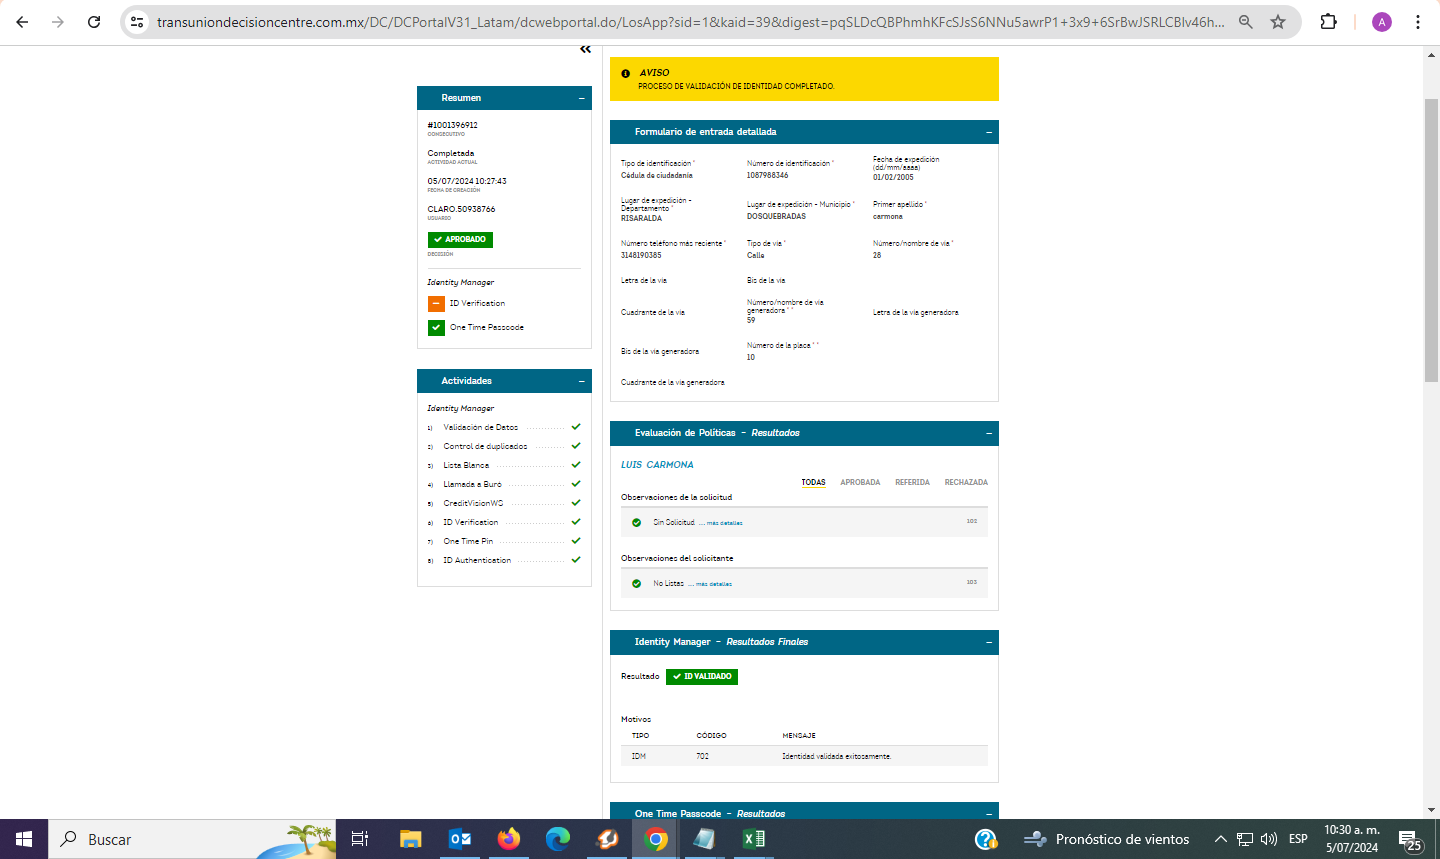 transuniondecisioncentre.com.mx/DC/DCPortalV31_Latam/dcwebportal.do/LosApp?sid=1&kaid=39&digest=pqSLDcQBPhmhKFcSJsS6NNu5awrP1+3x9+6SrBwJSRLCBlv46h...
A
Resumen
#1001396912
CONSECUTIVO
Completada
ACTIVIDAD ACTUAL
05/07/2024 10:27:43
FECHA DE CREACIÓN
CLARO.50938766
USUARIO
APROBADO
DECISIÓN
Identity Manager
ID Verification
One Time Passcode
Actividades
Identity Manager
1) Validación de Datos
2) Control de duplicados
3) Lista Blanca
4) Llamada a Buró
5) CreditVisionWS
6) ID Verification
7) One Time Pin
8) ID Authentication
AVISO
PROCESO DE VALIDACIÓN DE IDENTIDAD COMPLETADO.
Formulario de entrada detallada
Tipo de identificación *
Cédula de ciudadanía
Número de identificación *
1087988346
Fecha de expedición
(dd/mm/aaaa)
01/02/2005
Lugar de expedición -
Departamento *
RISARALDA
Lugar de expedición - Municipio *
DOSQUEBRADAS
Primer apellido *
carmona
Número teléfono más reciente *
3148190385
Tipo de vía *
Calle
Número/nombre de vía *
28
Letra de la vía
Bis de la vía
Cuadrante de la vía
Número/nombre de vía
generadora * *
59
Letra de la vía generadora
Bis de la vía generadora
Número de la placa * *
10
Cuadrante de la vía generadora
Evaluación de Políticas - Resultados
LUIS CARMONA
TODAS APROBADA REFERIDA RECHAZADA
Observaciones de la solicitud
Sin Solicitud ... más detalles 102
Observaciones del solicitante
No Listas ... más detalles 103
Identity Manager - Resultados Finales
Resultado ID VALIDADO
Motivos
TIPO CÓDIGO MENSAJE
IDM 702 Identidad validada exitosamente.
One Time Passcode - Resultados
Buscar
Pronóstico de vientos
ESP
10:30 a. m.
5/07/2024
25